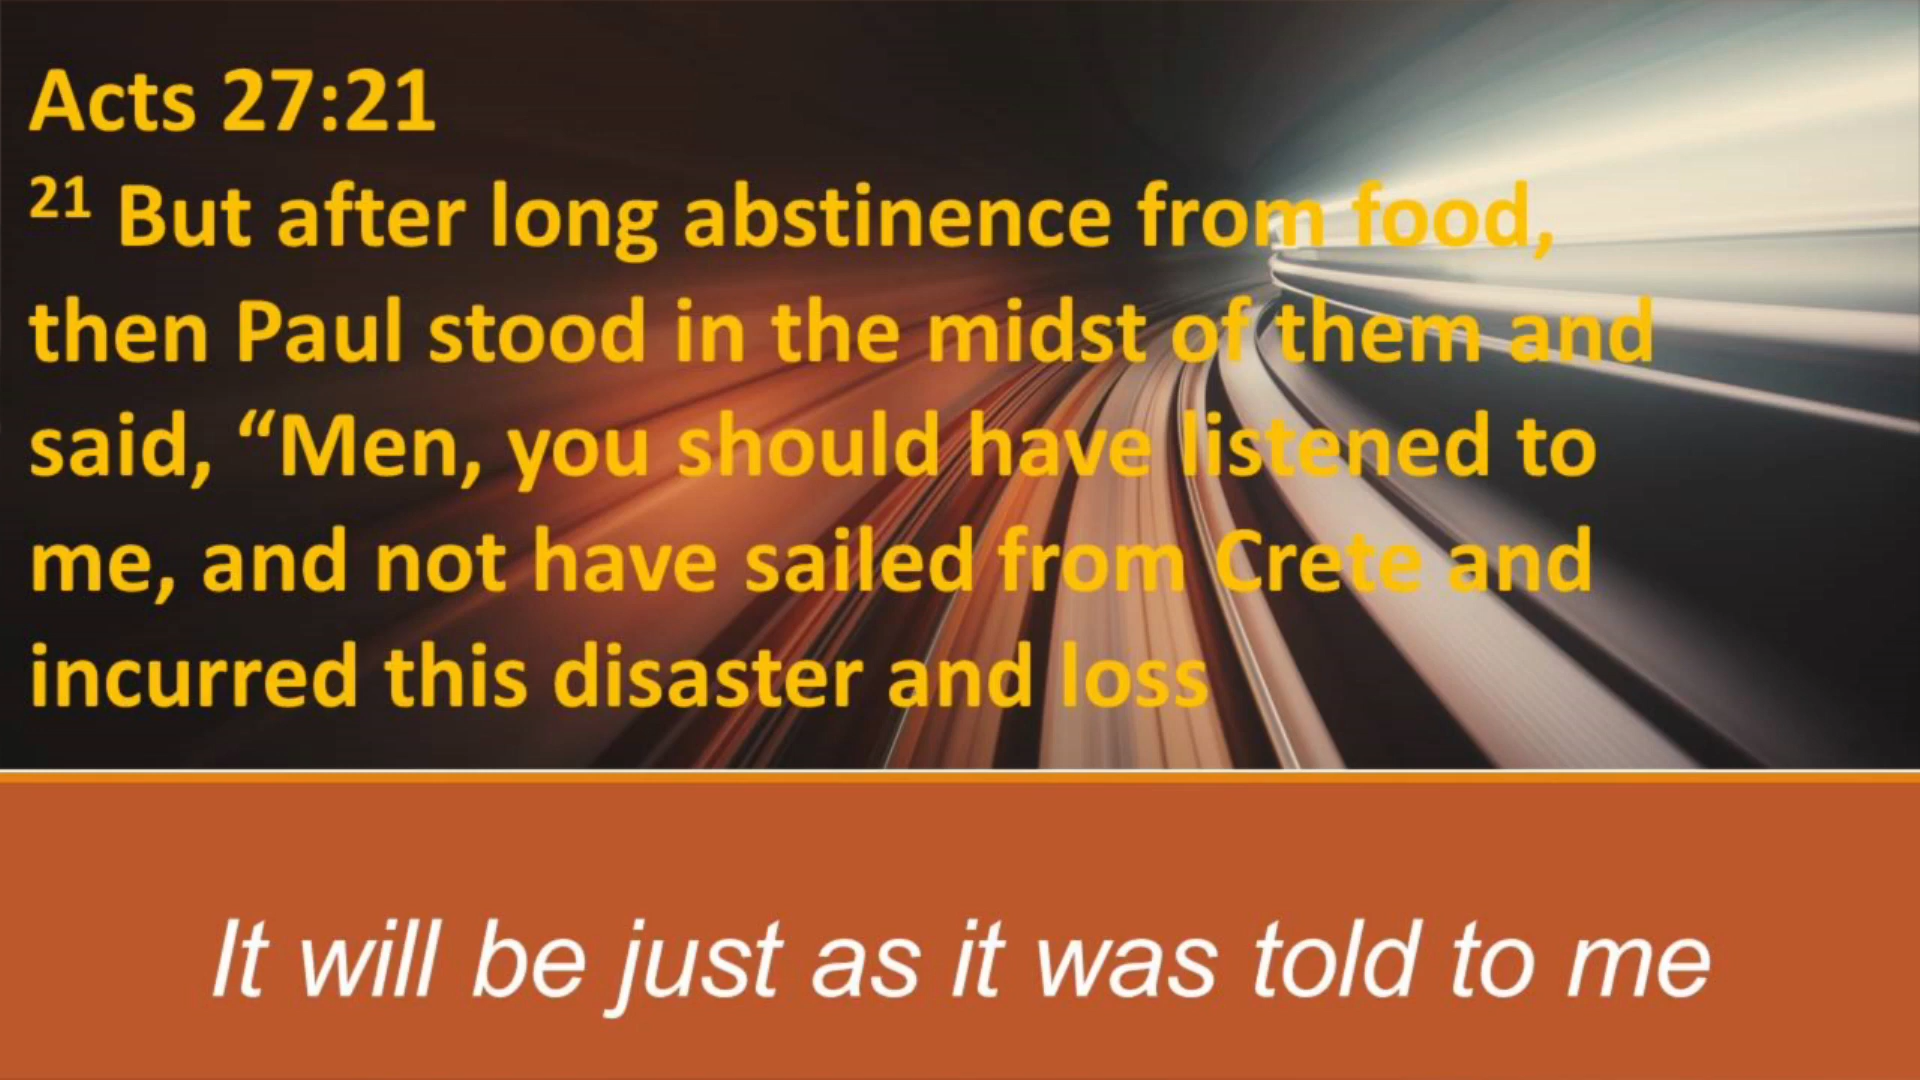 Acts 27:21
21 But after long abstinence from food,
then Paul stood in the midst of them and
said, “Men, you should have listened to
me, and not have sailed from Crete and
incurred this disaster and loss
It will be just as it was told to me